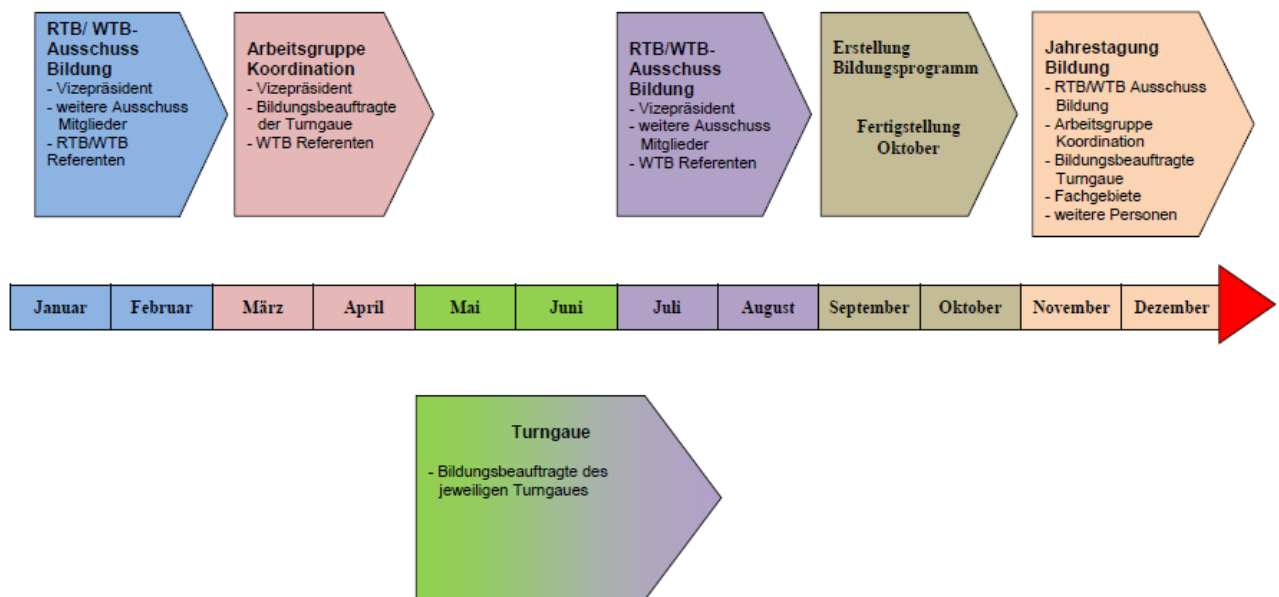 RTB/ WTB-
Ausschuss
Bildung
- Vizepräsident
- weitere Ausschuss
Mitglieder
- RTB/WTB
Referenten
Arbeitsgruppe
Koordination
- Vizepräsident
- Bildungsbeauftragte
der Turngaue
- WTB Referenten
RTB/WTB-
Ausschuss
Bildung
- Vizepräsident
- weitere Ausschuss
Mitglieder
- WTB Referenten
Erstellung
Bildungsprogramm
Fertigstellung
Oktober
Jahrestagung
Bildung
- RTB/WTB Ausschuss
Bildung
- Arbeitsgruppe
Koordination
- Bildungsbeauftragte
Turngaue
- Fachgebiete
- weitere Personen
Januar Februar März April Mai Juni Juli August September Oktober November Dezember
Turngaue
- Bildungsbeauftragte des
jeweiligen Turngaues